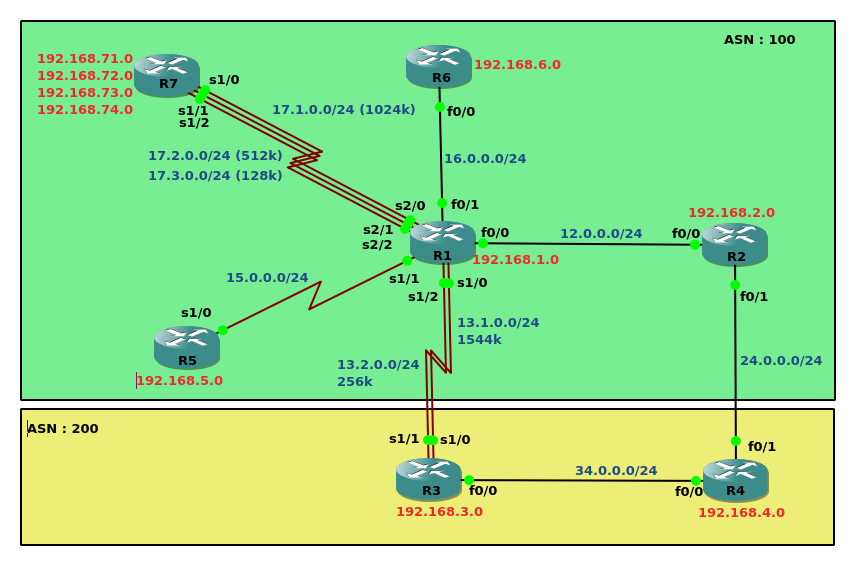 ASN : 100
192.168.71.0
192.168.72.0
192.168.73.0
192.168.74.0
R7
s1/0
s1/1
s1/2
17.1.0.0/24 (1024k)
17.2.0.0/24 (512k)
17.3.0.0/24 (128k)
R6
192.168.6.0
f0/0
16.0.0.0/24
f0/1
s2/0
s2/1
s2/2
R1
f0/0
192.168.1.0
12.0.0.0/24
192.168.2.0
f0/0
R2
f0/1
s1/1
s1/2
s1/0
15.0.0.0/24
s1/0
R5
192.168.5.0
13.1.0.0/24
1544k
13.2.0.0/24
256k
24.0.0.0/24
ASN : 200
s1/1
s1/0
R3
f0/0
192.168.3.0
34.0.0.0/24
f0/1
f0/0
R4
192.168.4.0